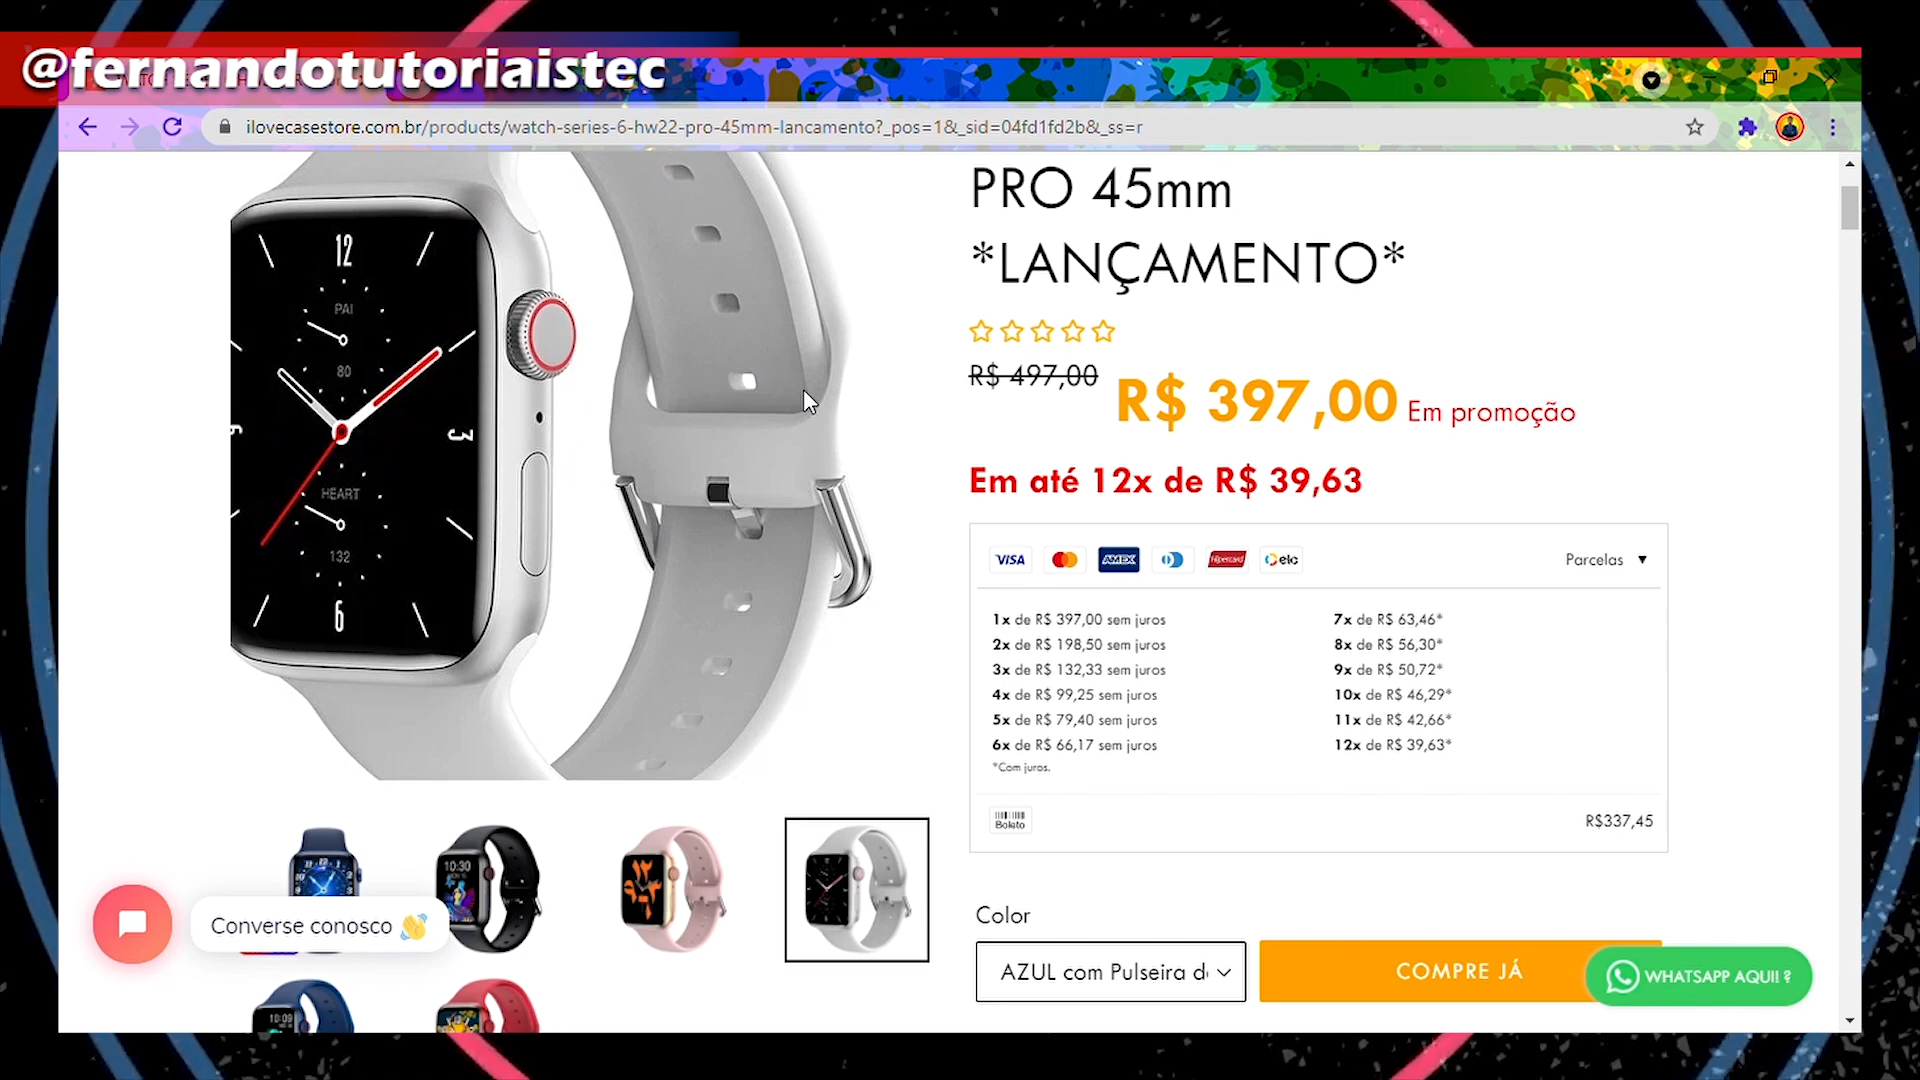 @fernandotutoriaistec
ilovecasestore.com.br/products/watch-series-6-hw22-pro-45mm-lancamento?_pos=1&_sid=04fd1fd2b&_ss=r
PRO 45mm
*LANÇAMENTO*
R$ 497,00
R$ 397,00 Em promoção
Em até 12x de R$ 39,63
VISA
AMEX
Hipercard
elo
Parcelas
1x de R$ 397,00 sem juros
2x de R$ 198,50 sem juros
3x de R$ 132,33 sem juros
4x de R$ 99,25 sem juros
5x de R$ 79,40 sem juros
6x de R$ 66,17 sem juros
*Com juros.
7x de R$ 63,46*
8x de R$ 56,30*
9x de R$ 50,72*
10x de R$ 46,29*
11x de R$ 42,66*
12x de R$ 39,63*
Boleto
R$337,45
Color
AZUL com Pulseira d
COMPRE JÁ
WHATSAPP AQUI! ?
12
PAI
80
3
HEART
132
6
10:30
10:09
Converse conosco